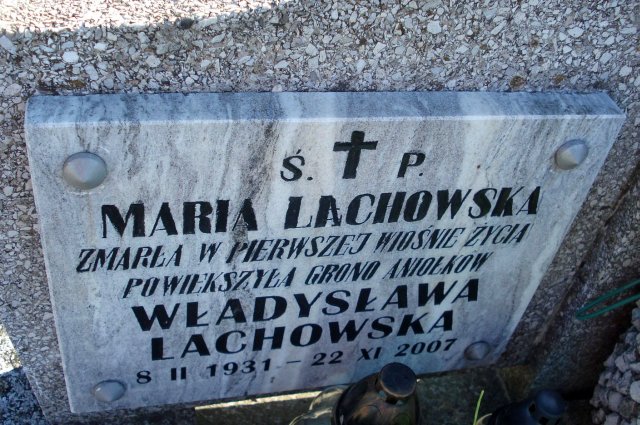 Ś. P.
MARIA LACHOWSKA
ZMARŁA W PIERWSZEJ WIOŚNIE ŻYCIA
POWIĘKSZYŁA GRONO ANIOŁKÓW
WŁADYSŁAWA
LACHOWSKA
8 II 1931 - 22 XI 2007